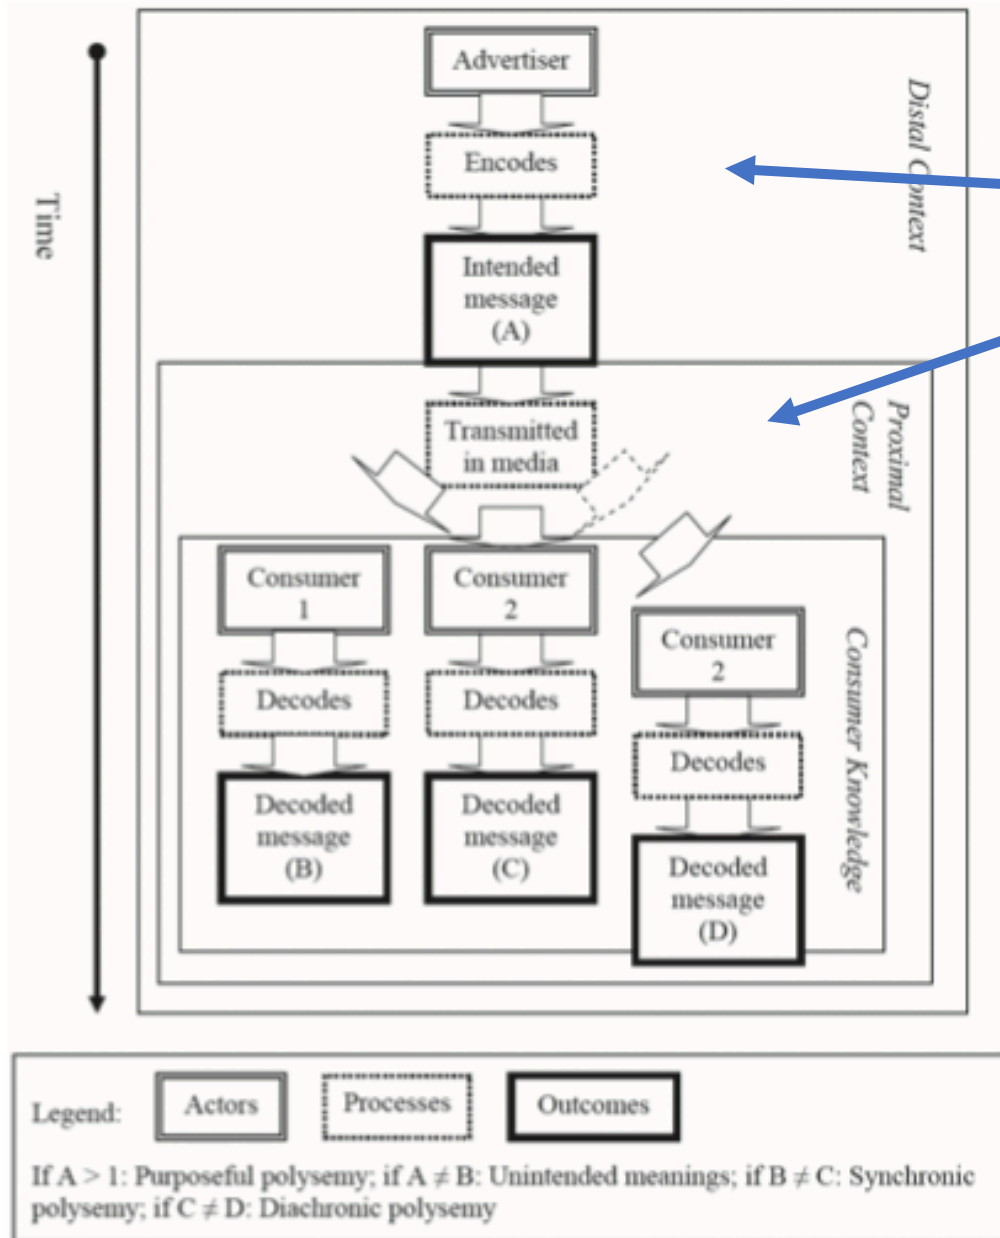 Advertiser
Distal Context
Encodes
Time
Intended
message
(A)
Proximal
Context
Transmitted
in media
Consumer
1
Consumer
2
Consumer
2
Consumer Knowledge
Decodes
Decodes
Decodes
Decoded
message
(B)
Decoded
message
(C)
Decoded
message
(D)
Legend:
Actors
Processes
Outcomes
If A > 1: Purposeful polysemy; if A ≠ B: Unintended meanings; if B ≠ C: Synchronic
polysemy; if C ≠ D: Diachronic polysemy